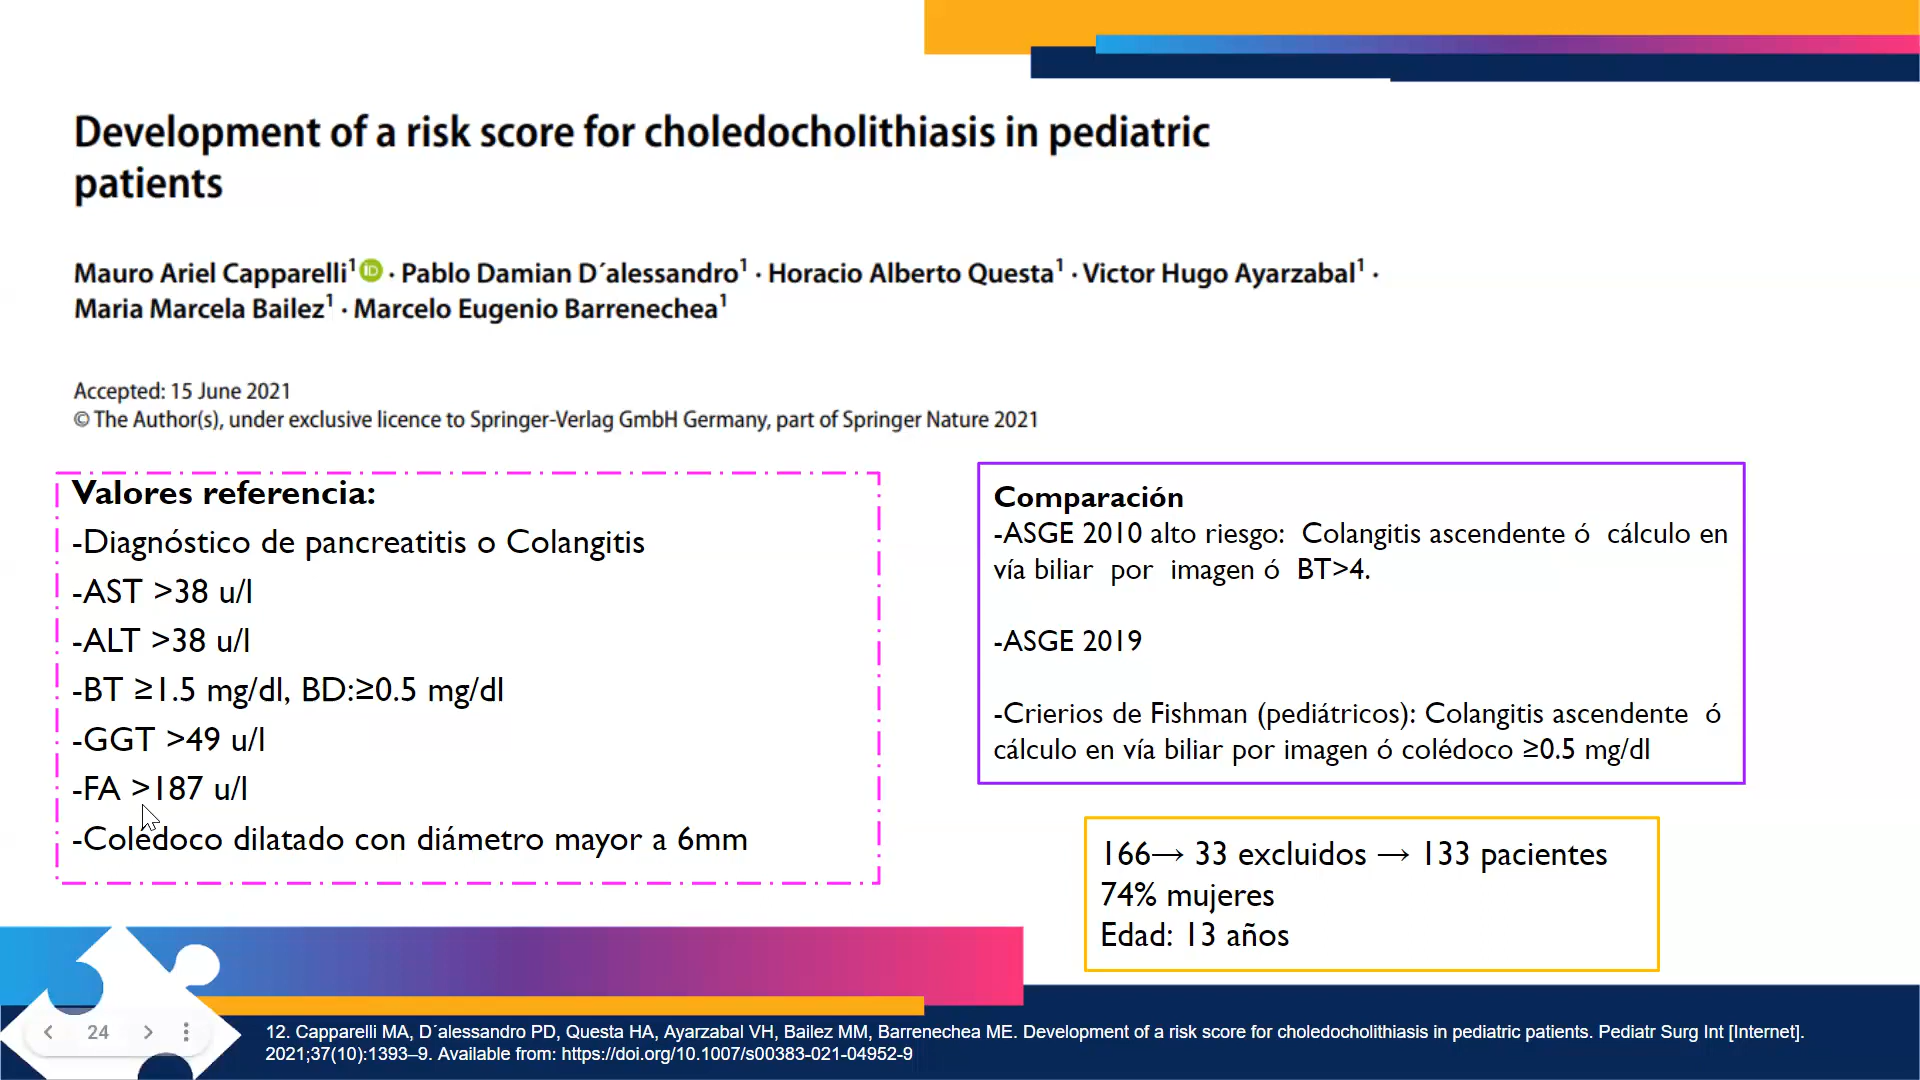 Development of a risk score for choledocholithiasis in pediatric
patients
Mauro Ariel Capparelli1 iD · Pablo Damian D´alessandro1 · Horacio Alberto Questa1 · Victor Hugo Ayarzabal1 ·
Maria Marcela Bailez1 · Marcelo Eugenio Barrenechea1
Accepted: 15 June 2021
© The Author(s), under exclusive licence to Springer-Verlag GmbH Germany, part of Springer Nature 2021
Valores referencia:
-Diagnóstico de pancreatitis o Colangitis
-AST >38 u/l
-ALT >38 u/l
-BT ≥1.5 mg/dl, BD:≥0.5 mg/dl
-GGT >49 u/l
-FA >187 u/l
-Colédoco dilatado con diámetro mayor a 6mm
Comparación
-ASGE 2010 alto riesgo: Colangitis ascendente ó cálculo en
vía biliar por imagen ó BT>4.
-ASGE 2019
-Crierios de Fishman (pediátricos): Colangitis ascendente ó
cálculo en vía biliar por imagen ó colédoco ≥0.5 mg/dl
166→ 33 excluidos → 133 pacientes
74% mujeres
Edad: 13 años
24
12. Capparelli MA, D´alessandro PD, Questa HA, Ayarzabal VH, Bailez MM, Barrenechea ME. Development of a risk score for choledocholithiasis in pediatric patients. Pediatr Surg Int [Internet].
2021;37(10):1393–9. Available from: https://doi.org/10.1007/s00383-021-04952-9